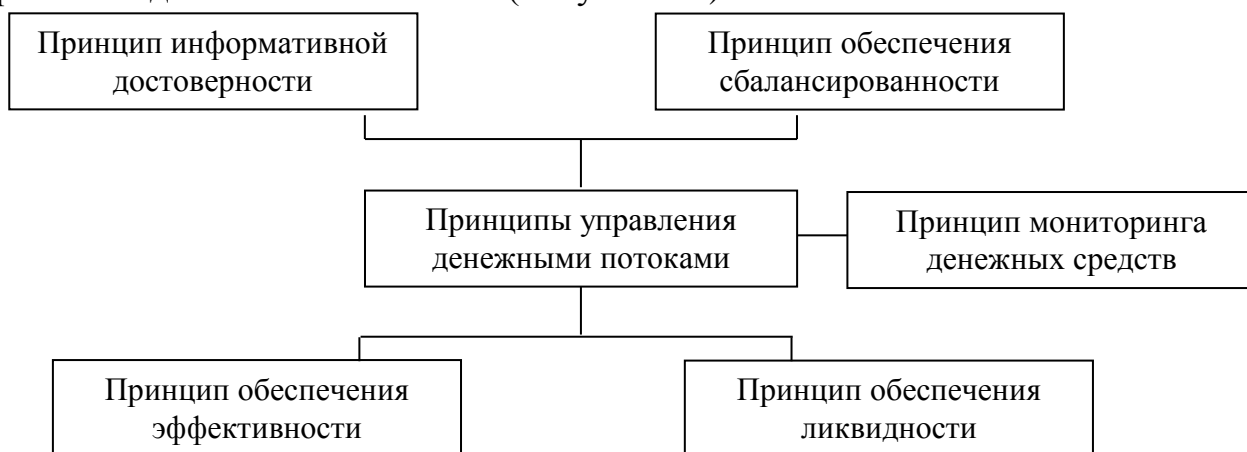 Принцип информативной
достоверности
Принцип обеспечения
сбалансированности
Принципы управления
денежными потоками
Принцип мониторинга
денежных средств
Принцип обеспечения
эффективности
Принцип обеспечения
ликвидности